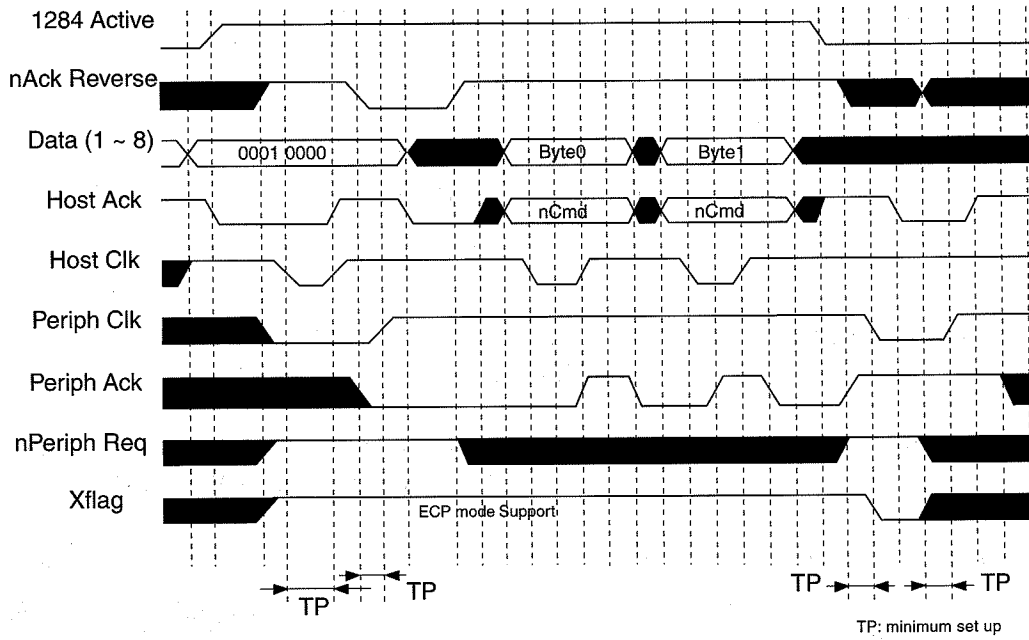 1284 Active
nAck Reverse
Data (1 ~ 8)
0001 0000
Byte0
Byte1
Host Ack
nCmd
nCmd
Host Clk
Periph Clk
Periph Ack
nPeriph Req
Xflag
ECP mode Support
TP
TP
TP
TP
TP: minimum set up